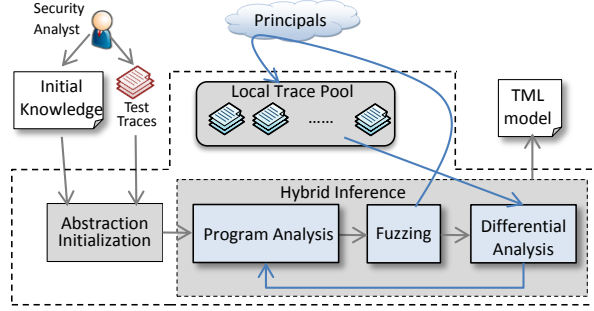 Security
Analyst
Principals
Initial
Knowledge
Test
Traces
Local Trace Pool
......
TML
model
Hybrid Inference
Abstraction
Initialization
Program Analysis
Fuzzing
Differential
Analysis